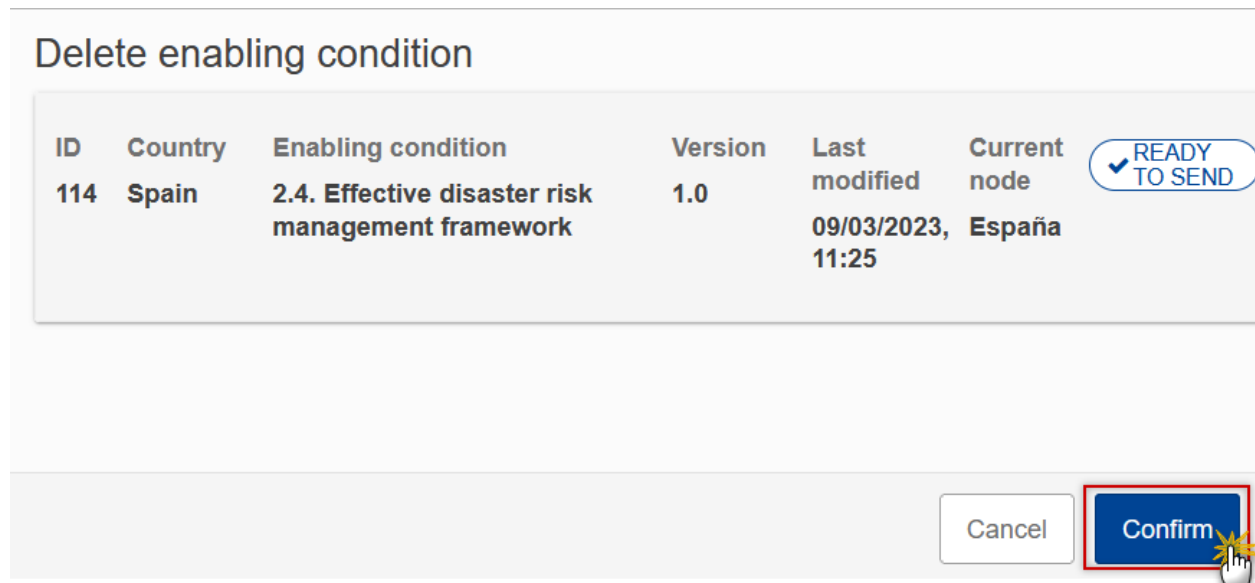 Delete enabling condition
ID Country Enabling condition Version Last modified Current node READY TO SEND
114 Spain 2.4. Effective disaster risk management framework 1.0 09/03/2023, 11:25 España
Cancel Confirm